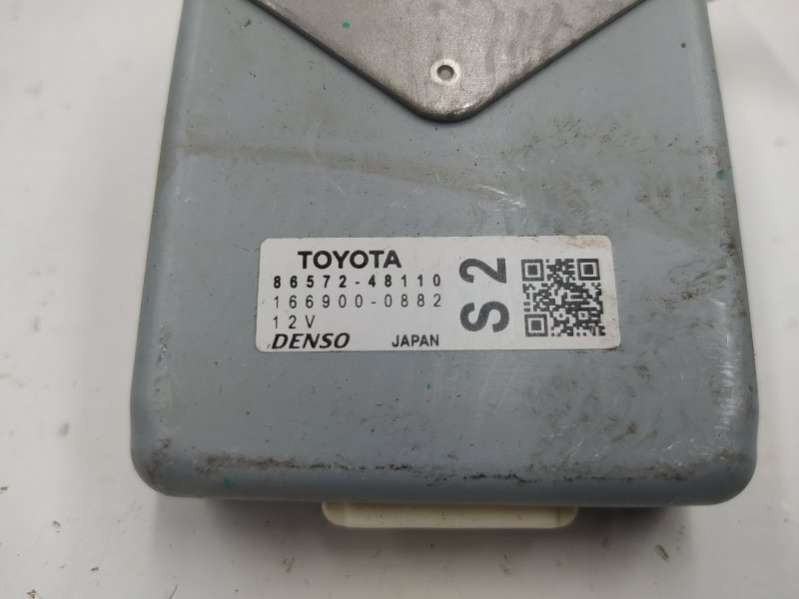 TOYOTA
86572-48110
166900-0882
12V
DENSO JAPAN
S2